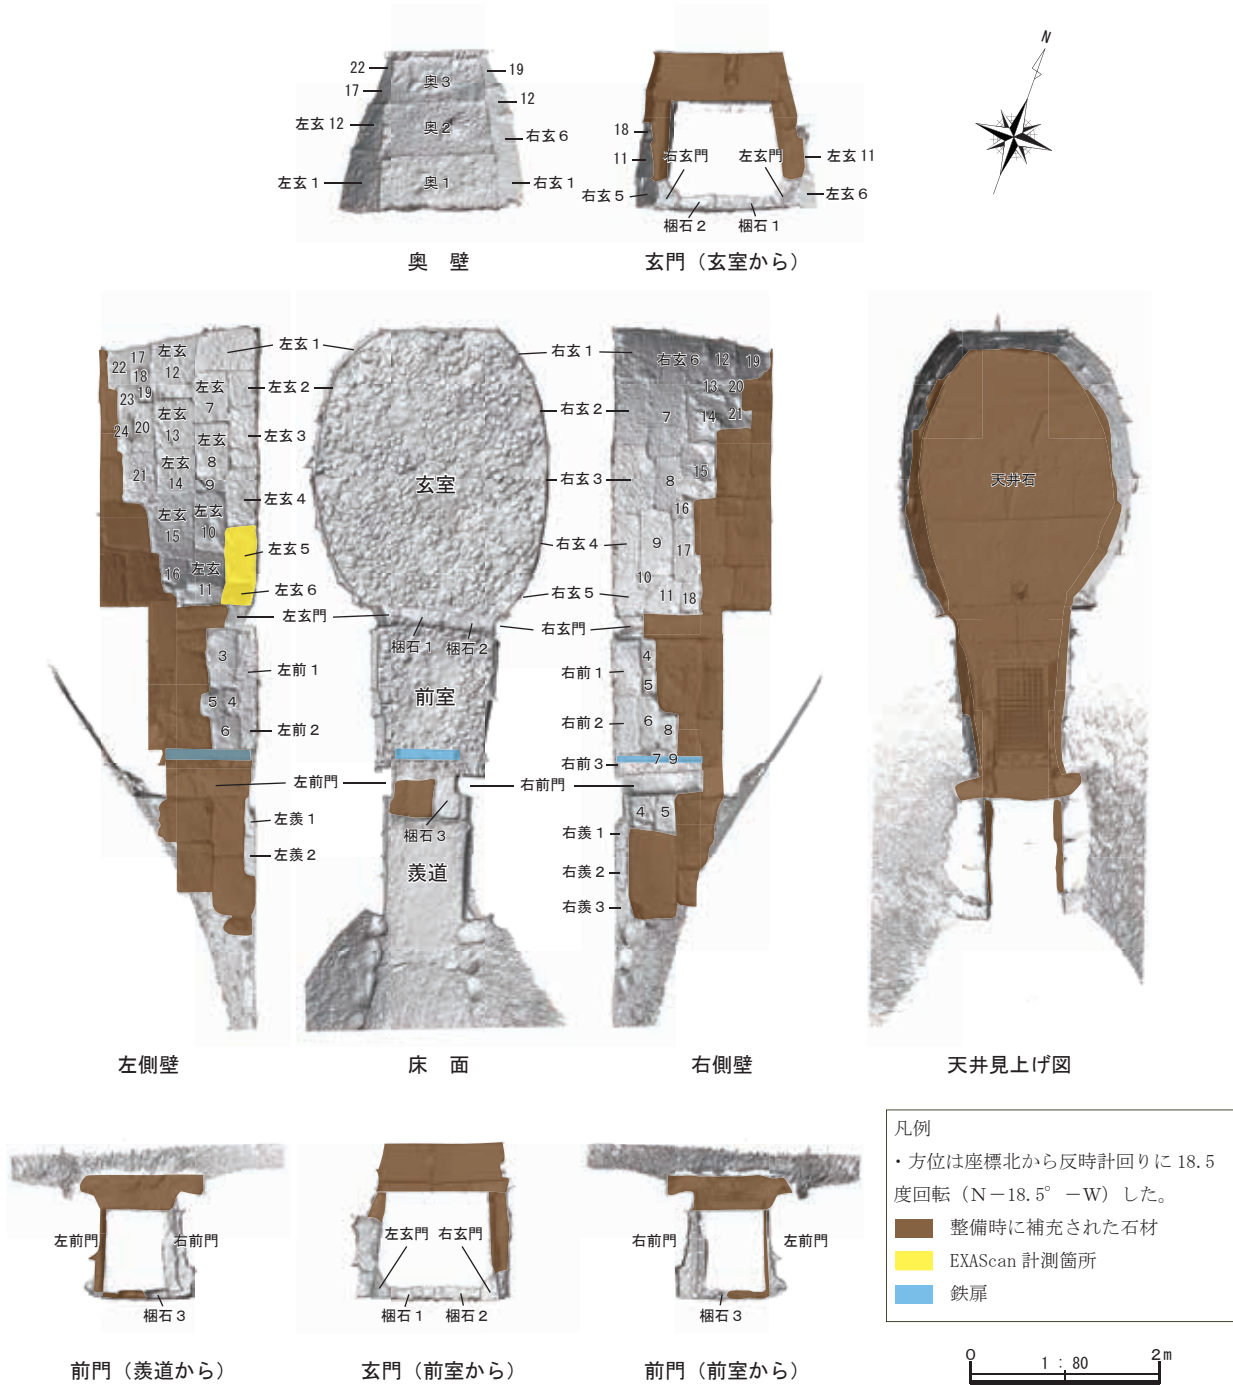 22
17
左玄 12
左玄 1
奥3
奥2
奥1
19
12
右玄 6
右玄 1
奥 壁
18
11
右玄 5
右玄門
左玄門
左玄 11
左玄 6
梱石 2
梱石 1
玄門（玄室から）
N
22
17
18
左玄
12
23
19
左玄
7
24
20
左玄
13
左玄
8
21
左玄
14
9
左玄
15
左玄
10
16
左玄
11
3
5
4
6
左玄 1
左玄 2
左玄 3
左玄 4
左玄 5
左玄 6
左玄門
左前 1
左前 2
左前門
左羨 1
左羨 2
左側壁
玄室
梱石 1
梱石 2
前室
梱石 3
羨道
床 面
右玄 1
右玄 2
右玄 3
右玄 4
右玄 5
右玄門
右前 1
右前 2
右前 3
右前門
右羨 1
右羨 2
右羨 3
右玄 6
12
19
13
20
7
14
21
15
8
16
9
17
10
11
18
4
5
6
8
7
9
4
5
右側壁
天井石
天井見上げ図
左前門
右前門
梱石 3
前門（羨道から）
左玄門
右玄門
梱石 1
梱石 2
玄門（前室から）
右前門
左前門
梱石 3
前門（前室から）
凡例
・方位は座標北から反時計回りに 18.5
度回転（N－18.5°－W）した。
整備時に補充された石材
EXAScan 計測箇所
鉄扉
0
1 : 80
2m